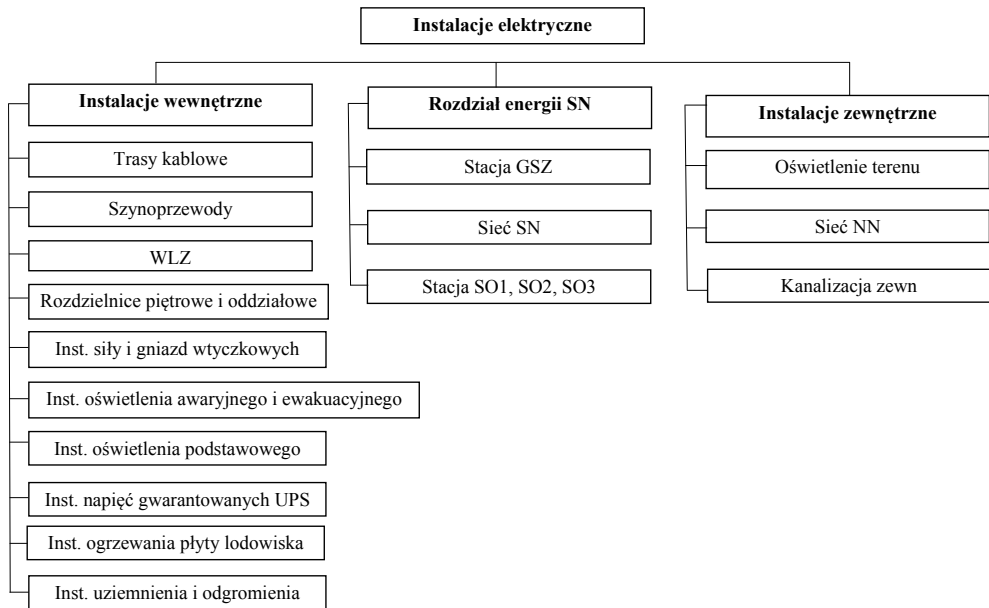 Instalacje elektryczne
Instalacje wewnętrzne
Trasy kablowe
Szynoprzewody
WLZ
Rozdzielnice piętrowe i oddziałowe
Inst. siły i gniazd wtyczkowych
Inst. oświetlenia awaryjnego i ewakuacyjnego
Inst. oświetlenia podstawowego
Inst. napięć gwarantowanych UPS
Inst. ogrzewania płyty lodowiska
Inst. uziemnienia i odgromienia
Rozdział energii SN
Stacja GSZ
Sieć SN
Stacja SO1, SO2, SO3
Instalacje zewnętrzne
Oświetlenie terenu
Sieć NN
Kanalizacja zewn